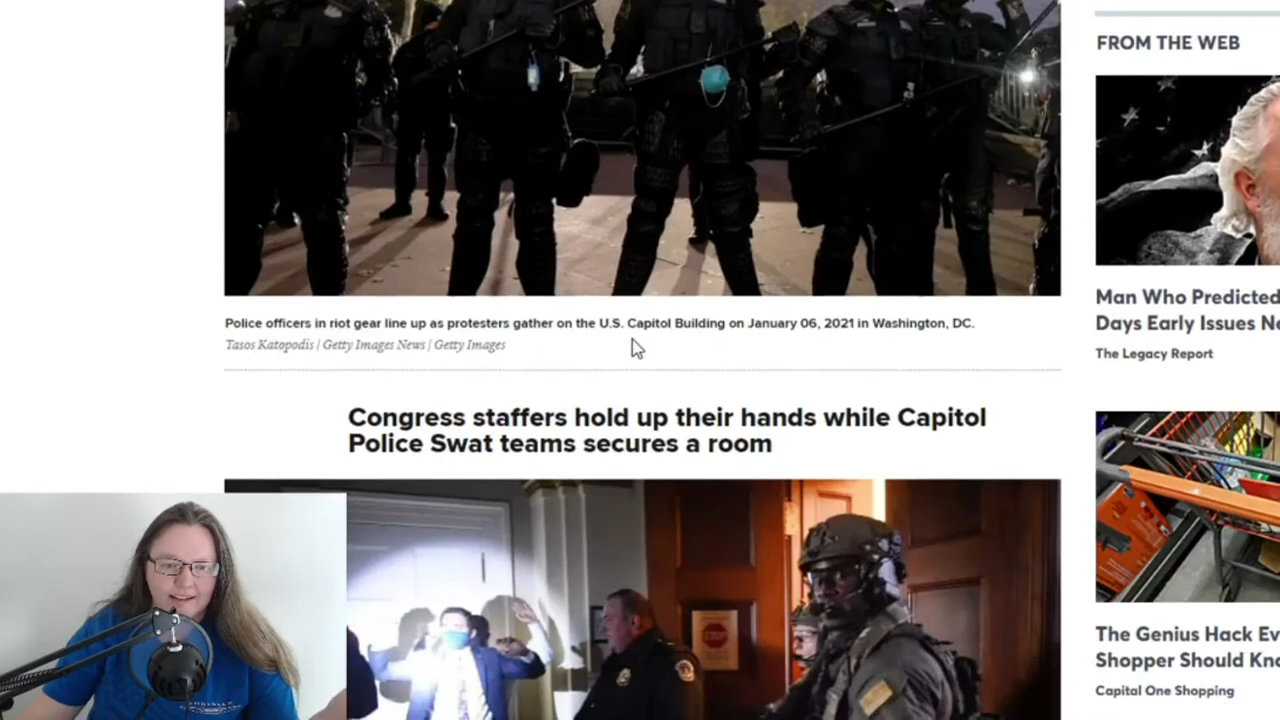 Police officers in riot gear line up as protesters gather on the U.S. Capitol Building on January 06, 2021 in Washington, DC.
Tasos Katopodis | Getty Images News | Getty Images
Congress staffers hold up their hands while Capitol
Police Swat teams secures a room
STOP
FROM THE WEB
Man Who Predicted
Days Early Issues
The Legacy Report
The Genius Hack
Shopper Should
Capital One Shopping